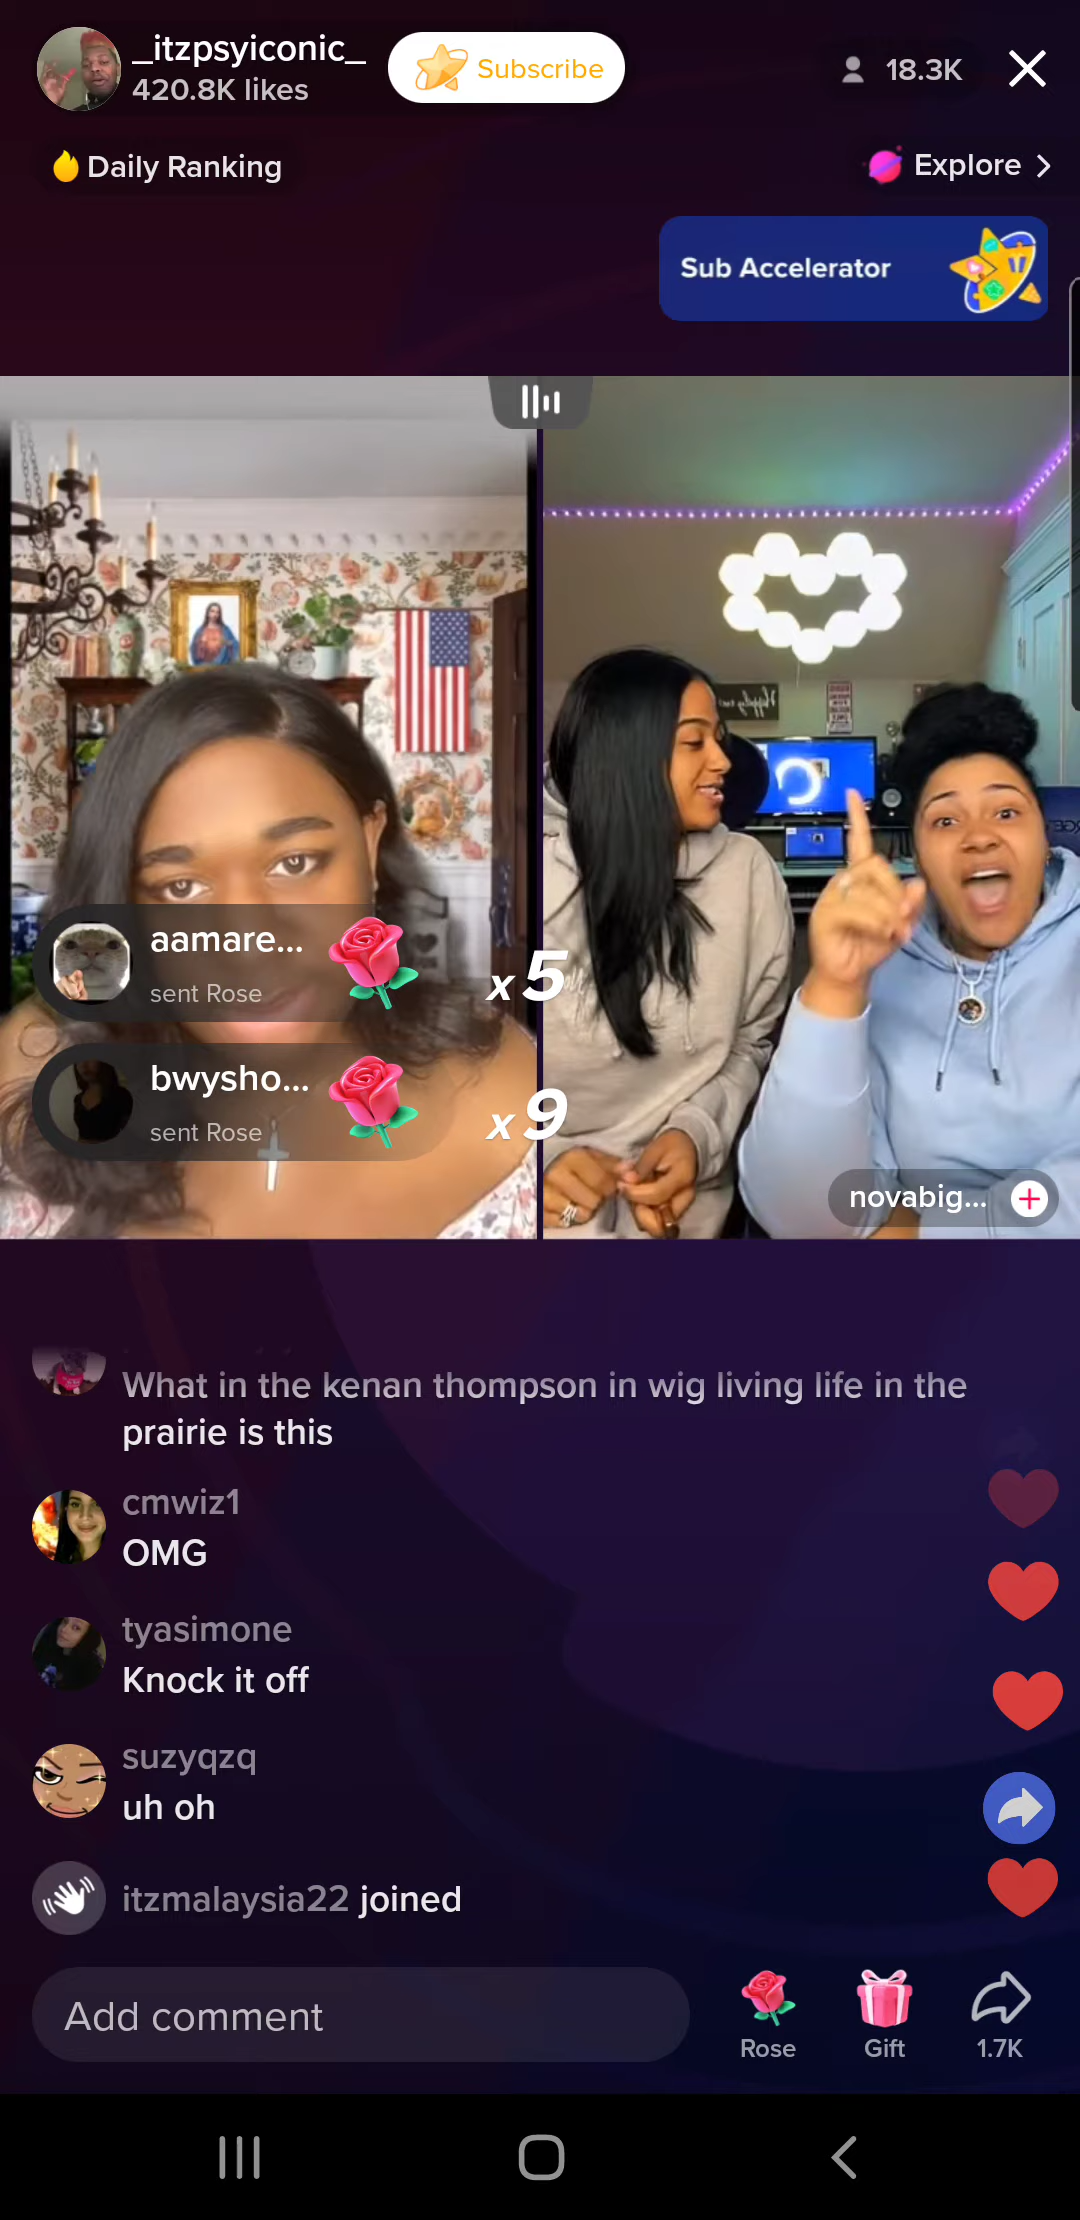 _itzpsyiconic_
420.8K likes
Subscribe
18.3K
Daily Ranking
Explore
Sub Accelerator
aamare...
sent Rose
x5
bwysho...
sent Rose
x9
novabig...
What in the kenan thompson in wig living life in the
prairie is this
cmwiz1
OMG
tyasimone
Knock it off
suzyqzq
uh oh
itzmalaysia22 joined
Add comment
Rose
Gift
1.7K